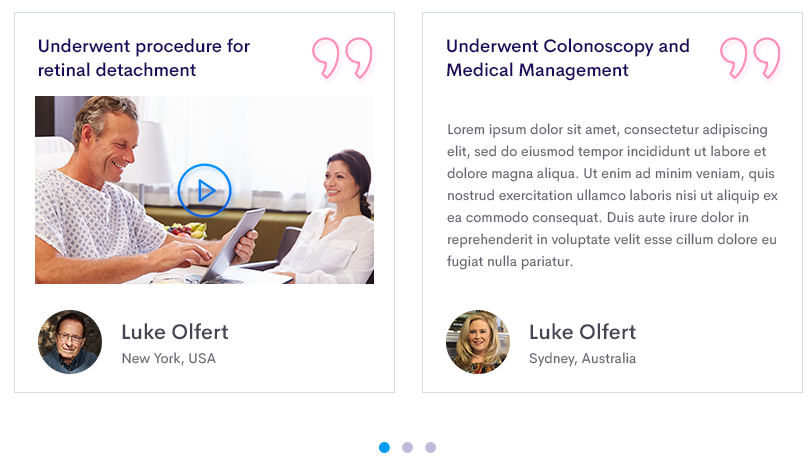 Underwent procedure for
retinal detachment
Luke Olfert
New York, USA
Underwent Colonoscopy and
Medical Management
Lorem ipsum dolor sit amet, consectetur adipiscing
elit, sed do eiusmod tempor incididunt ut labore et
dolore magna aliqua. Ut enim ad minim veniam, quis
nostrud exercitation ullamco laboris nisi ut aliquip ex
ea commodo consequat. Duis aute irure dolor in
reprehenderit in voluptate velit esse cillum dolore eu
fugiat nulla pariatur.
Luke Olfert
Sydney, Australia